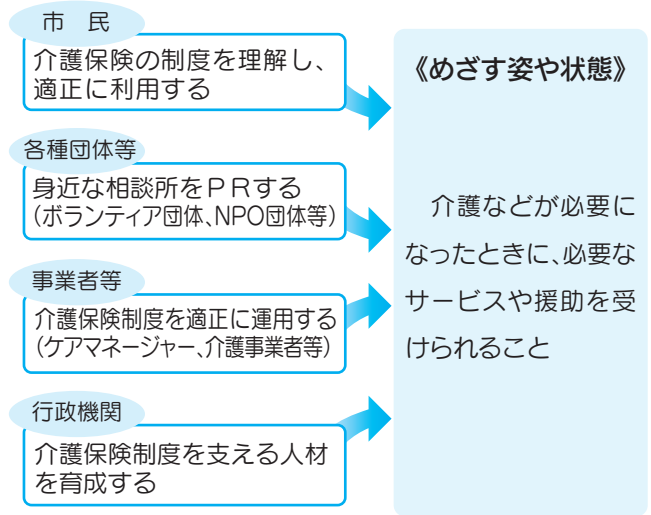 市　民
介護保険の制度を理解し、
適正に利用する
各種団体等
身近な相談所をＰＲする
（ボランティア団体、NPO団体等）
事業者等
介護保険制度を適正に運用する
（ケアマネージャー、介護事業者等）
行政機関
介護保険制度を支える人材
を育成する
《めざす姿や状態》
介護などが必要に
なったときに、必要な
サービスや援助を受
けられること